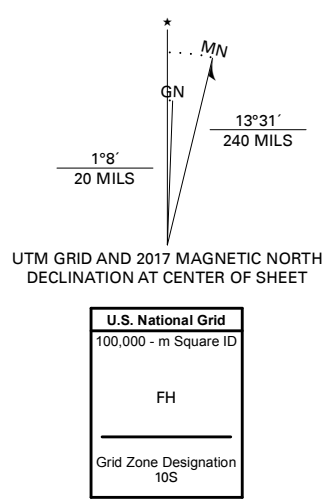 ★
MN
GN
13°31´
240 MILS
1°8´
20 MILS
UTM GRID AND 2017 MAGNETIC NORTH
DECLINATION AT CENTER OF SHEET
U.S. National Grid
100,000 - m Square ID
FH
Grid Zone Designation
10S